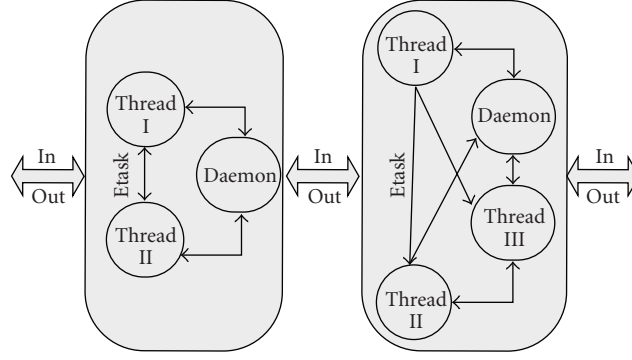 In
Out
Thread
I
Etask
Daemon
Thread
II
In
Out
Thread
I
Daemon
Etask
Thread
III
Thread
II
In
Out